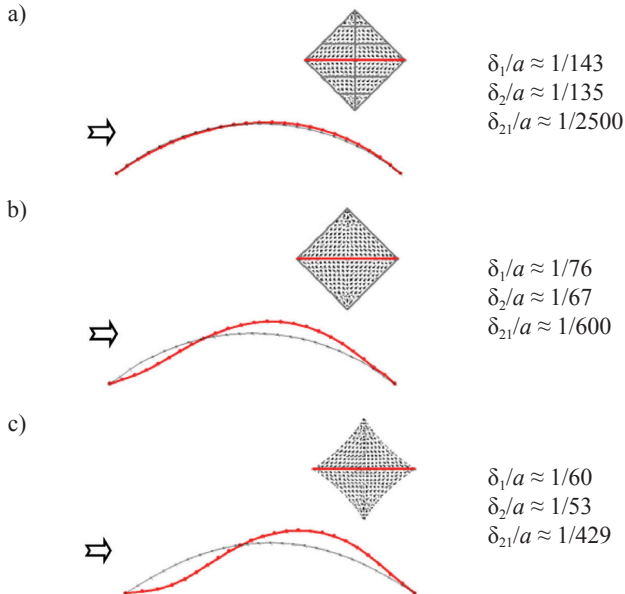 a)
δ₁/a ≈ 1/143
δ₂/a ≈ 1/135
δ₂₁/a ≈ 1/2500
b)
δ₁/a ≈ 1/76
δ₂/a ≈ 1/67
δ₂₁/a ≈ 1/600
c)
δ₁/a ≈ 1/60
δ₂/a ≈ 1/53
δ₂₁/a ≈ 1/429